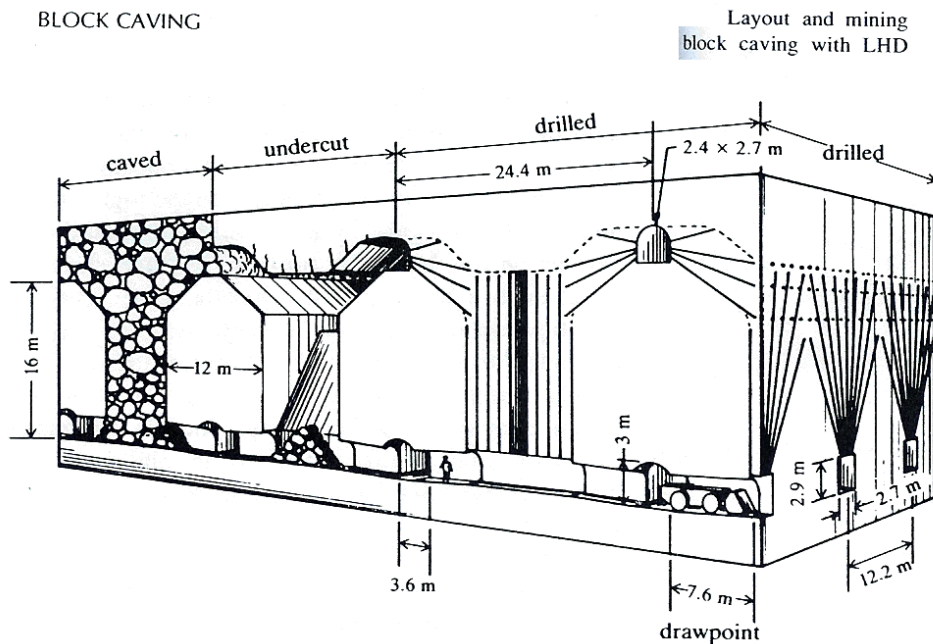 BLOCK CAVING
Layout and mining
block caving with LHD
caved
undercut
drilled
24.4 m
2.4 × 2.7 m
drilled
16 m
12 m
3 m
2.9 m
2.7 m
12.2 m
3.6 m
7.6 m
drawpoint